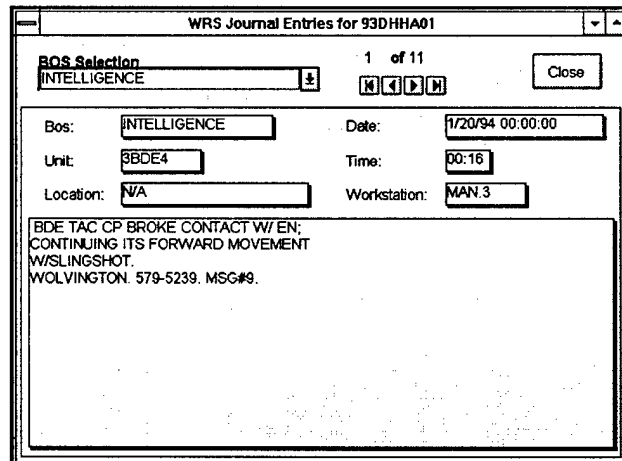 WRS Journal Entries for 93DHHA01
BOS Selection
INTELLIGENCE
1 of 11
Close
Bos: INTELLIGENCE
Date: 1/20/94 00:00:00
Unit: 3BDE4
Time: 00:16
Location: N/A
Workstation: MAN.3
BDE TAC CP BROKE CONTACT W/ EN;
CONTINUING ITS FORWARD MOVEMENT
W/SLINGSHOT.
WOLVINGTON. 579-5239. MSG#9.